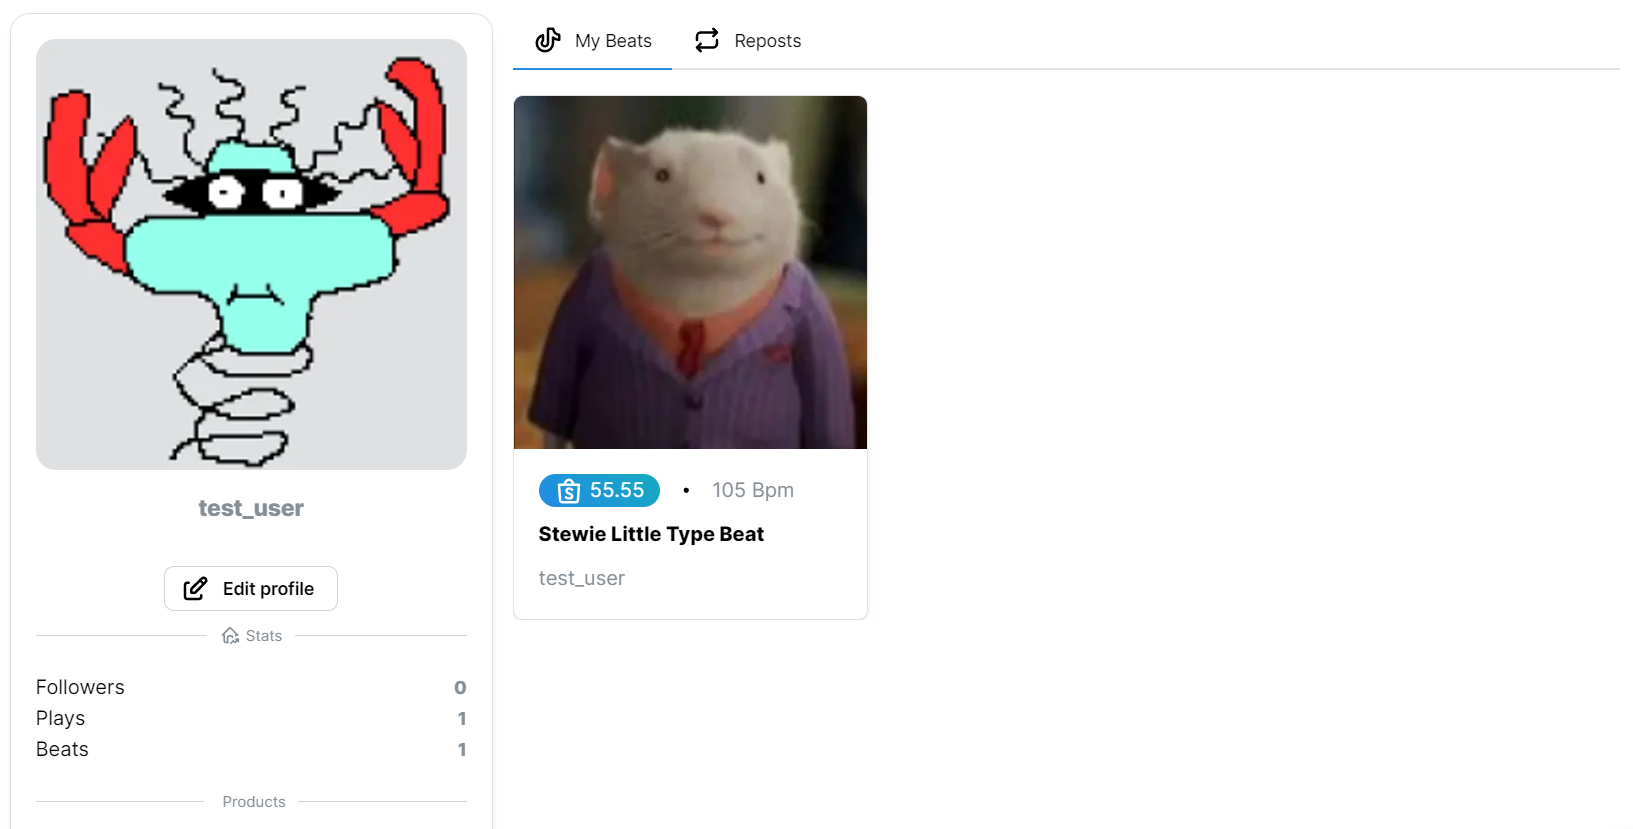 My Beats
Reposts
55.55 • 105 Bpm
Stewie Little Type Beat
test_user
test_user
Edit profile
Stats
Followers 0
Plays 1
Beats 1
Products